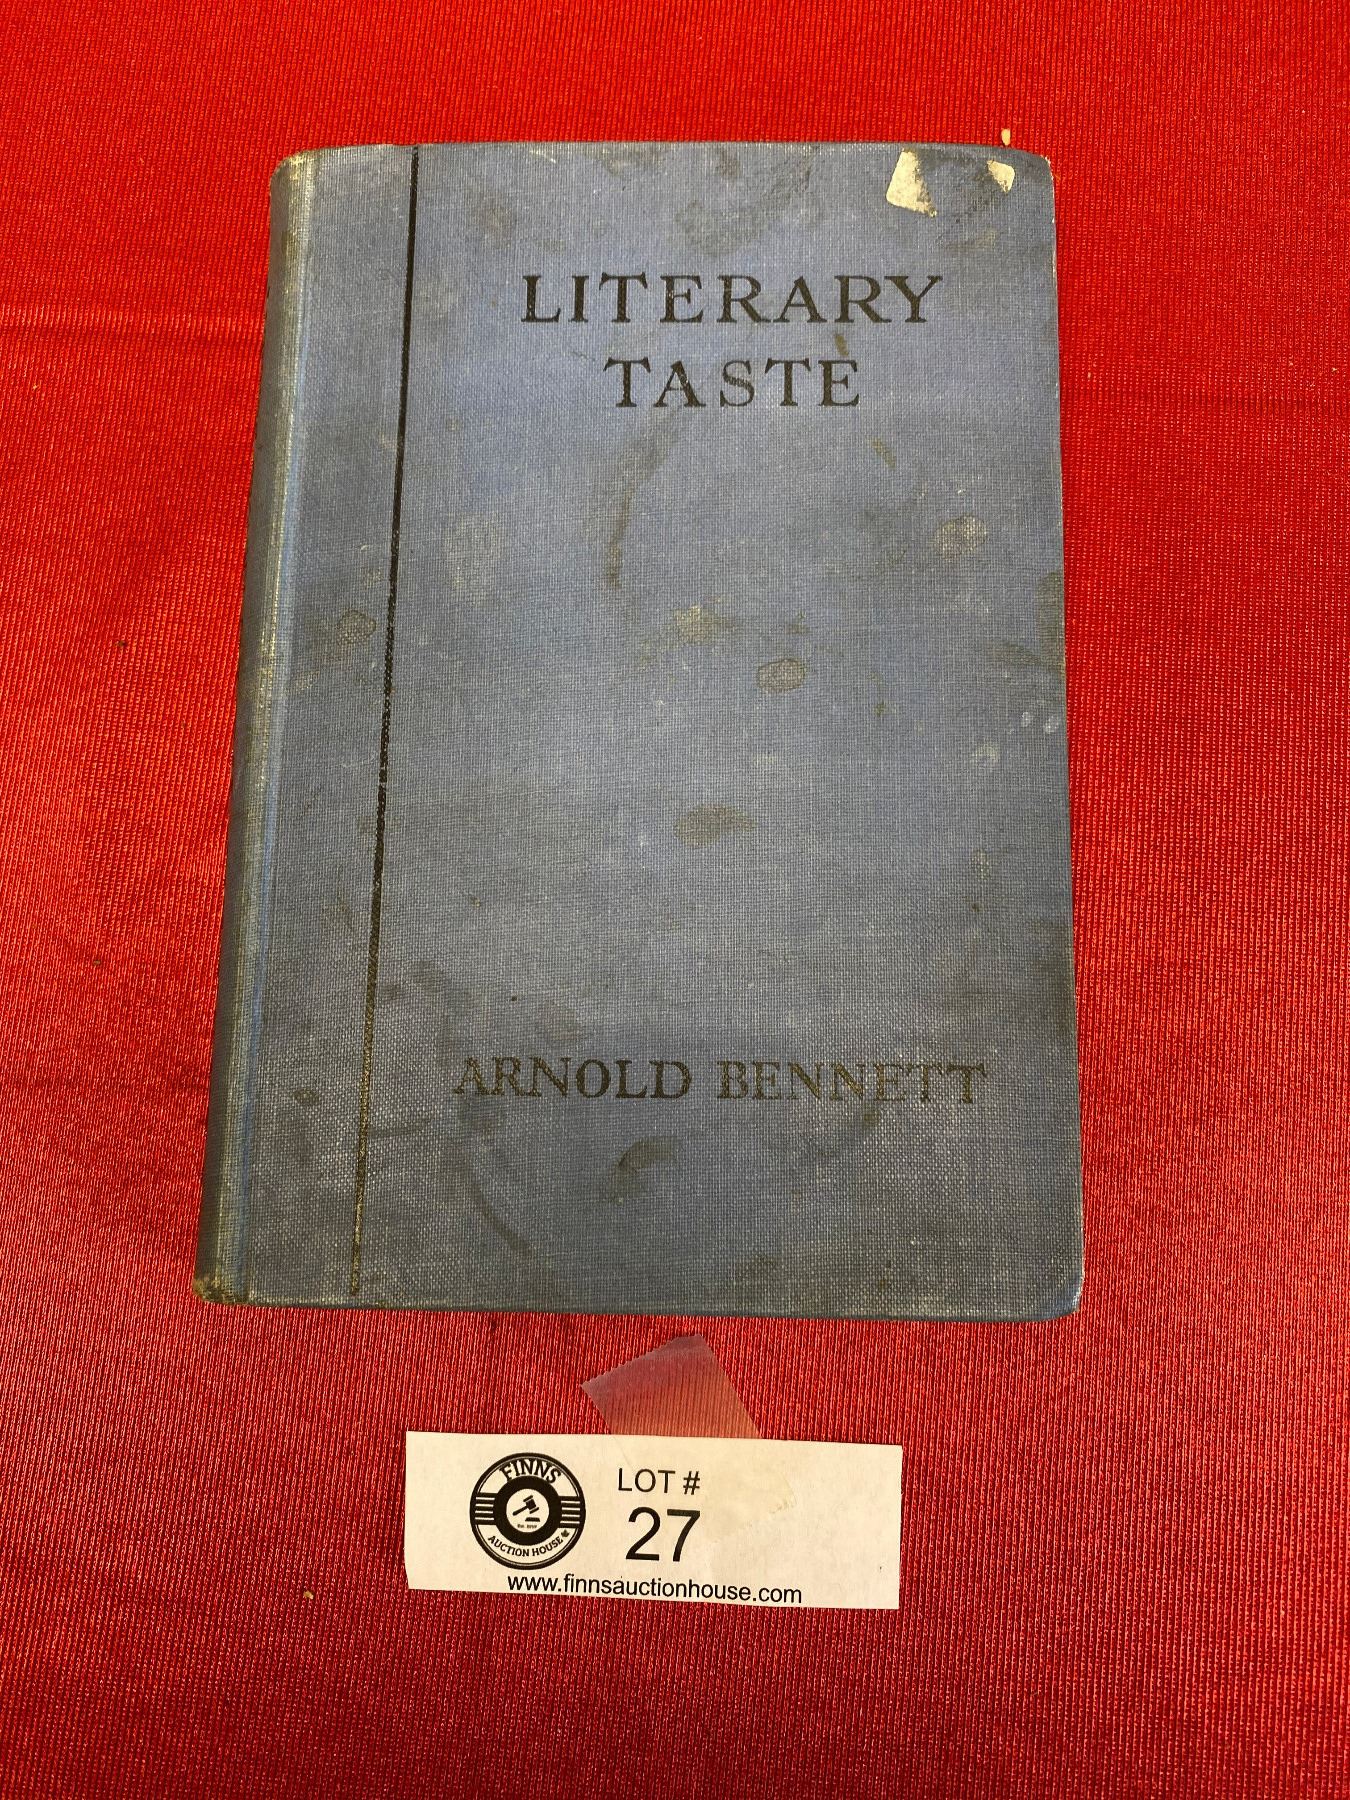 LITERARY
TASTE
ARNOLD BENNETT
FINNS
AUCTION HOUSE
LOT #
27
www.finnsauctionhouse.com